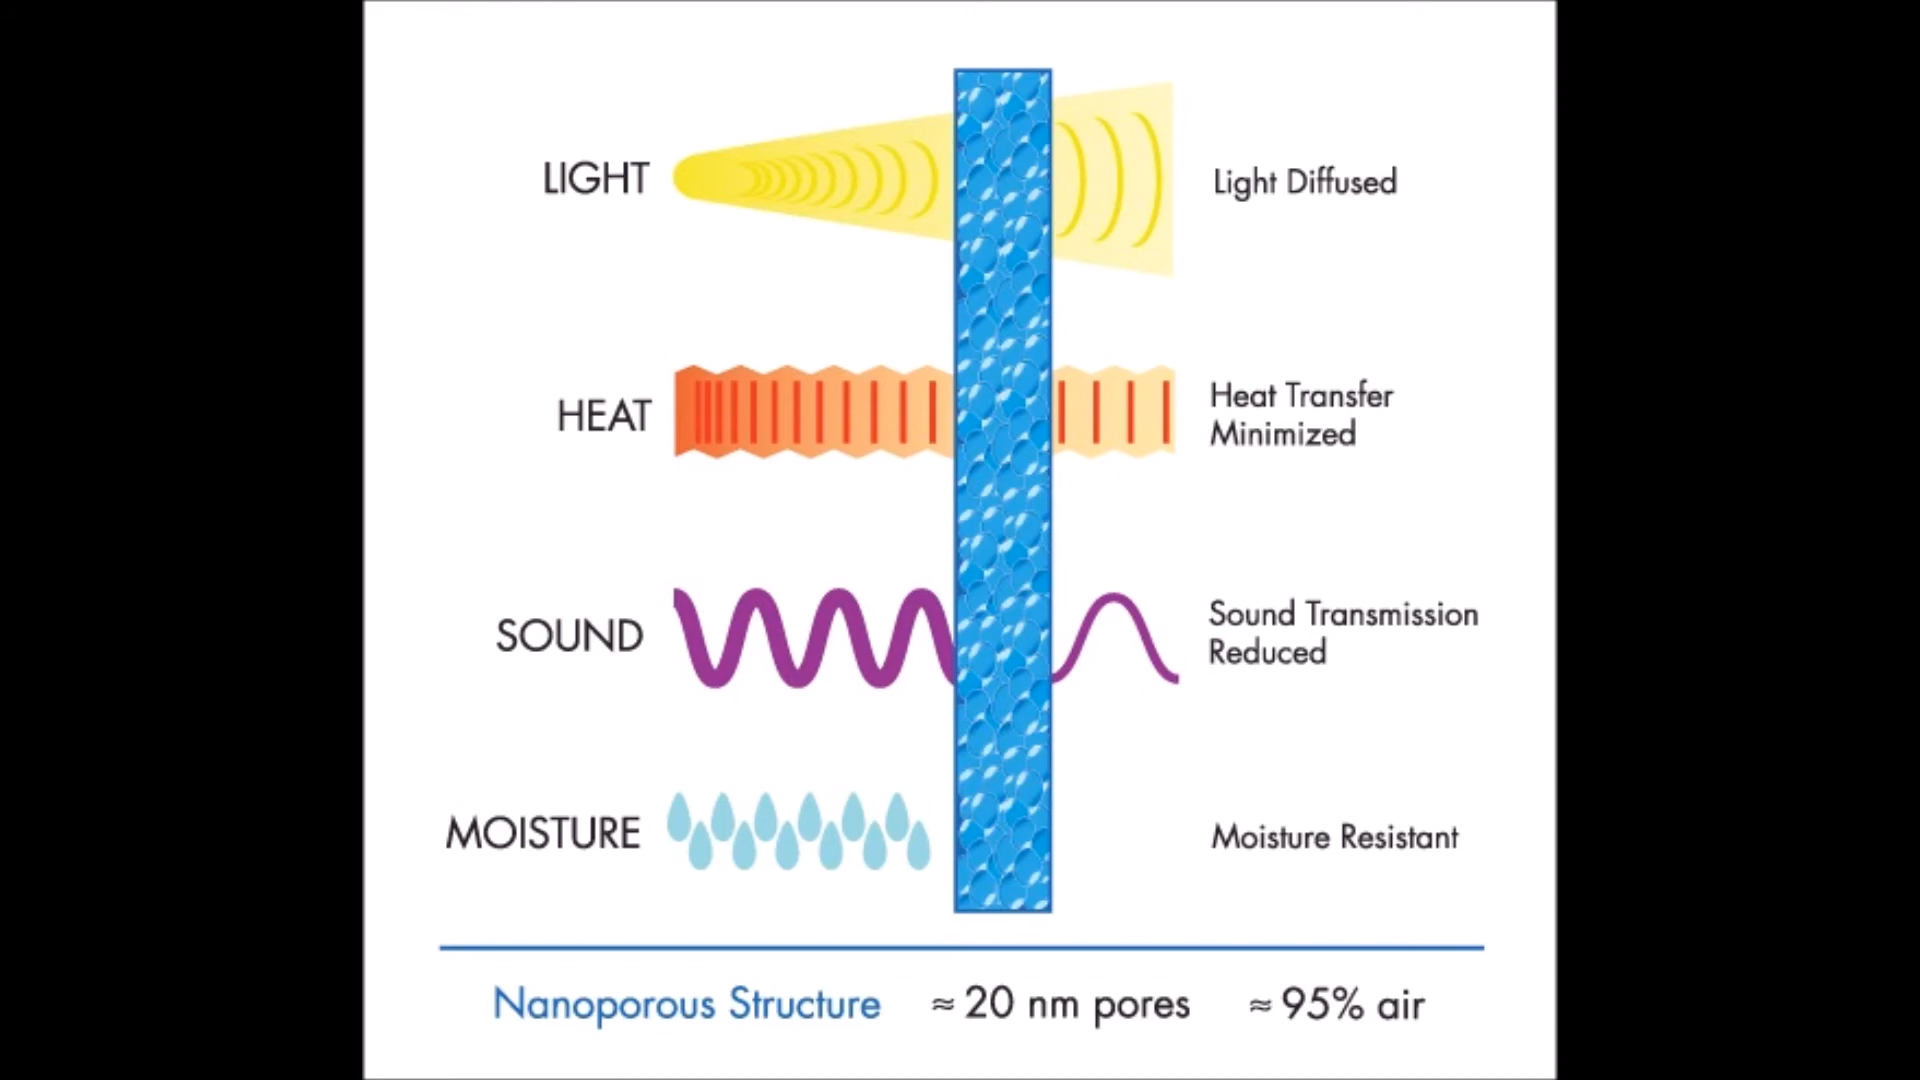 LIGHT
Light Diffused
HEAT
Heat Transfer
Minimized
SOUND
Sound Transmission
Reduced
MOISTURE
Moisture Resistant
Nanoporous Structure ≈ 20 nm pores ≈ 95% air